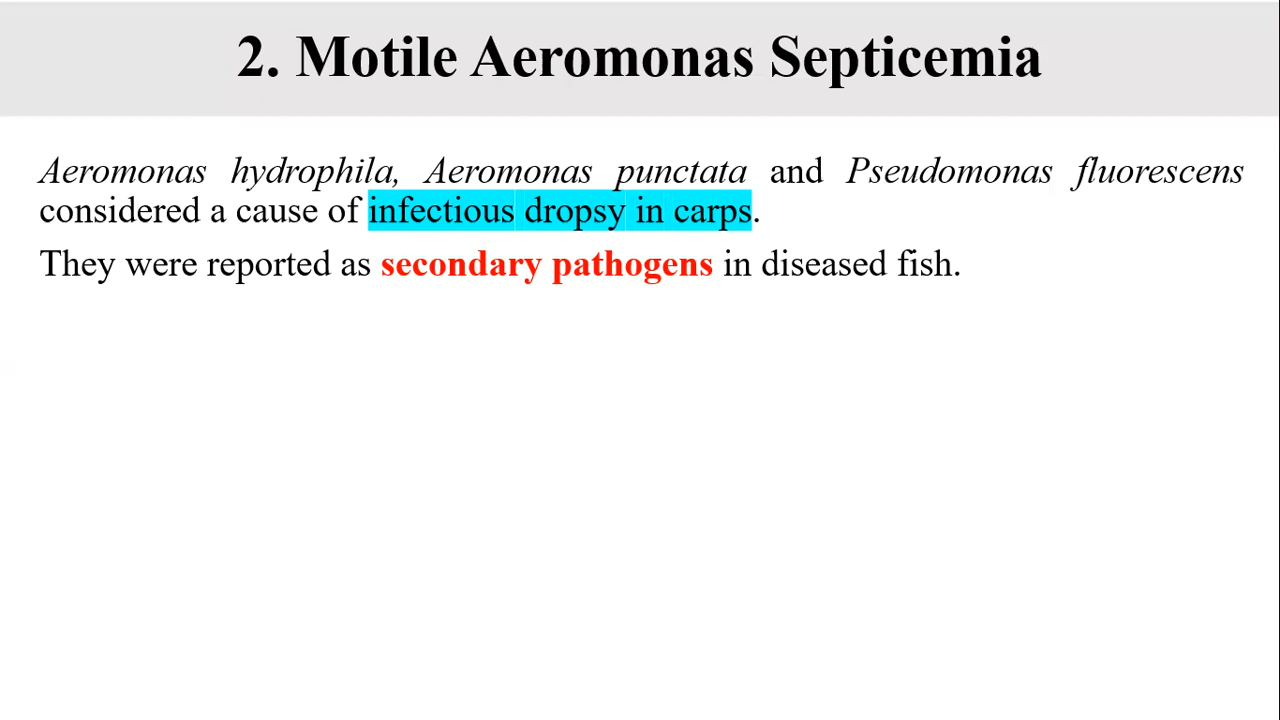 2. Motile Aeromonas Septicemia
Aeromonas hydrophila, Aeromonas punctata and Pseudomonas fluorescens
considered a cause of infectious dropsy in carps.
They were reported as secondary pathogens in diseased fish.